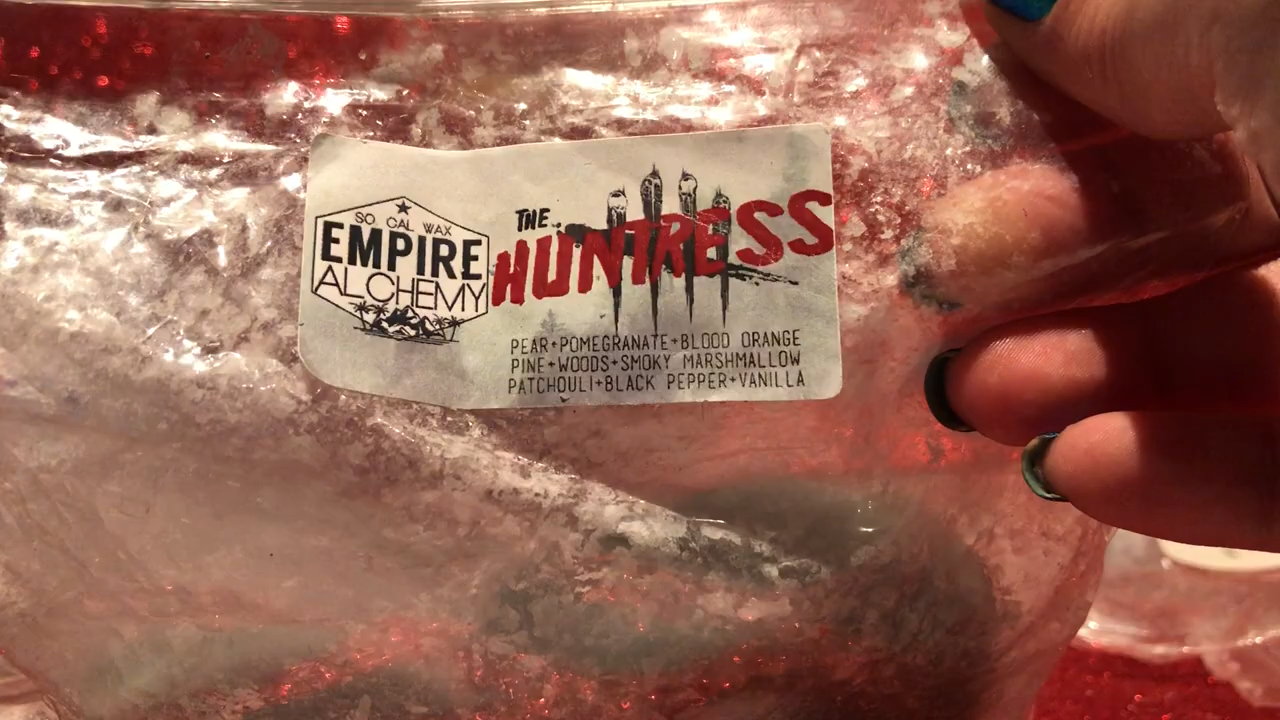 SO CAL WAX
EMPIRE
ALCHEMY
THE
HUNTRESS
PEAR+POMEGRANATE+BLOOD ORANGE
PINE+WOODS+SMOKY MARSHMALLOW
PATCHOULI+BLACK PEPPER+VANILLA